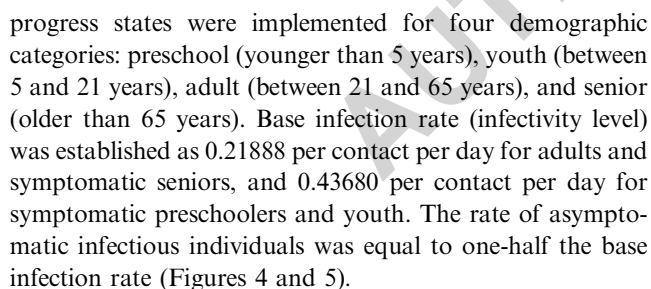 progress states were implemented for four demographic
categories: preschool (younger than 5 years), youth (between
5 and 21 years), adult (between 21 and 65 years), and senior
(older than 65 years). Base infection rate (infectivity level)
was established as 0.21888 per contact per day for adults and
symptomatic seniors, and 0.43680 per contact per day for
symptomatic preschoolers and youth. The rate of asympto-
matic infectious individuals was equal to one-half the base
infection rate (Figures 4 and 5).